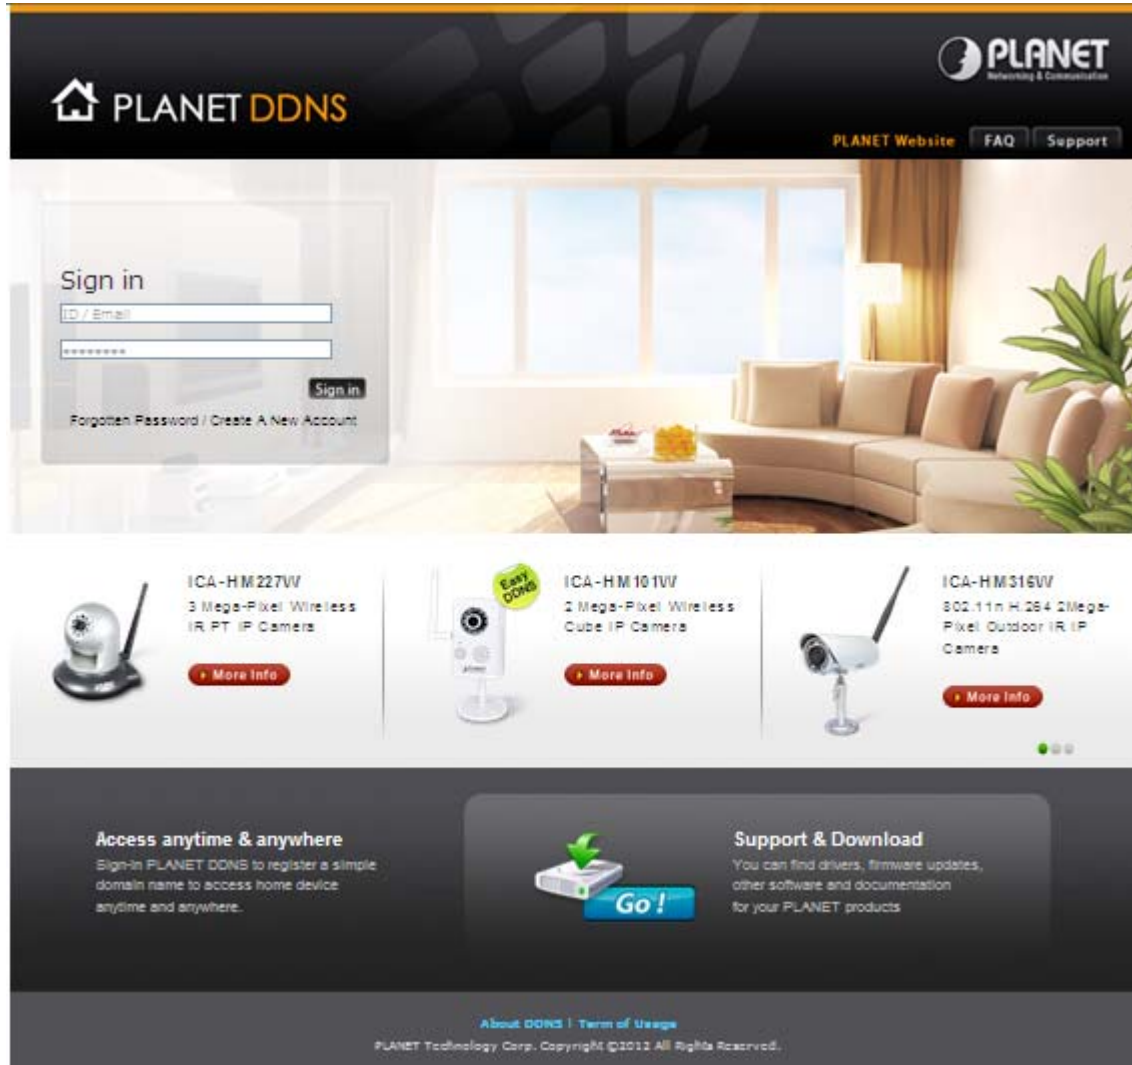 PLANET
Networking & Communication
PLANET DDNS
PLANET Website
FAQ
Support
Sign in
ID / Email
********
Sign in
Forgotten Password / Create A New Account
ICA-HM227W
3 Mega-Pixel Wireless
IR PT IP Camera
More Info
Easy
DDNS
ICA-HM101W
2 Mega-Pixel Wireless
Cube IP Camera
More Info
ICA-HM316W
802.11n H.264 2Mega-
Pixel Outdoor IR IP
Camera
More Info
Access anytime & anywhere
Sign-in PLANET DDNS to register a simple
domain name to access home device
anytime and anywhere.
Go !
Support & Download
You can find drivers, firmware updates,
other software and documentation
for your PLANET products
About DDNS | Term of Usage
PLANET Technology Corp. Copyright ©2012 All Rights Reserved.